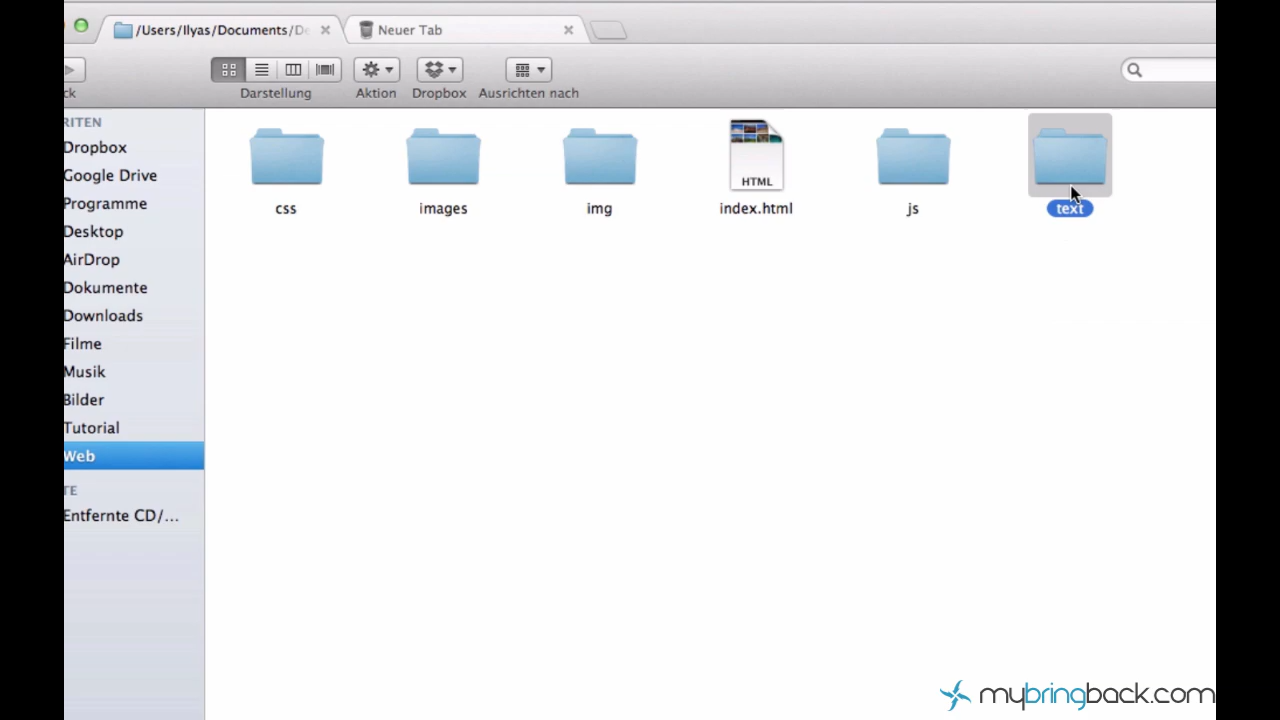 /Users/Ilyas/Documents/D
Neuer Tab
ck
Darstellung
Aktion
Dropbox
Ausrichten nach
RITEN
Dropbox
Google Drive
Programme
Desktop
AirDrop
Dokumente
Downloads
Filme
Musik
Bilder
Tutorial
Web
TE
Entfernte CD/...
css
images
img
HTML
index.html
js
text
mybringback.com